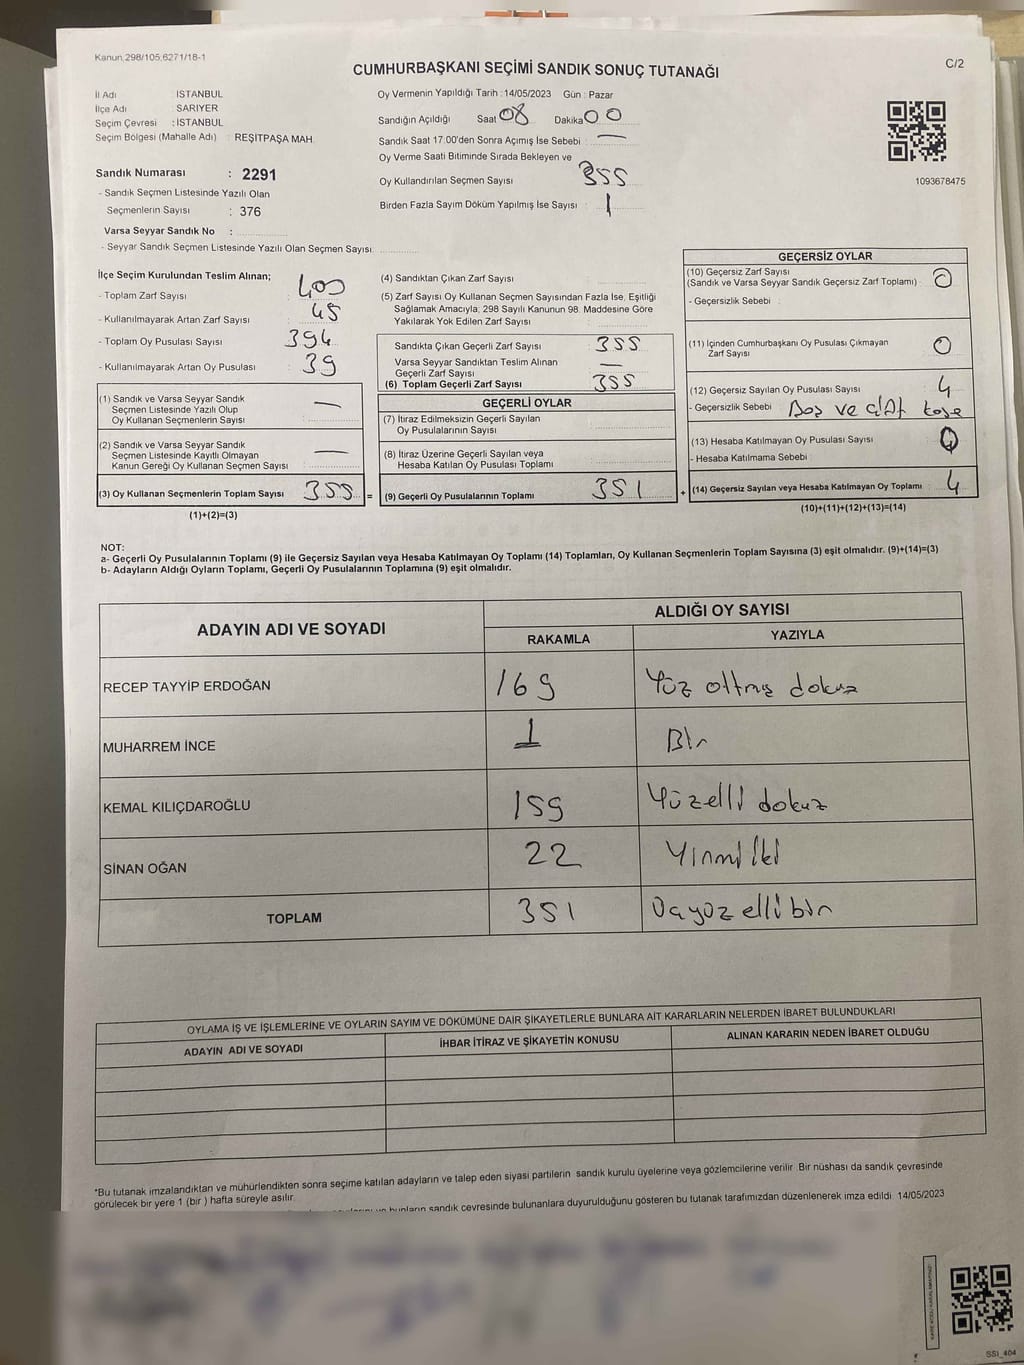 Kanun 298/105,6271/18-1
C/2
CUMHURBAŞKANI SEÇİMİ SANDIK SONUÇ TUTANAĞI
İl Adı İSTANBUL
İlçe Adı SARIYER
Seçim Çevresi : İSTANBUL
Seçim Bölgesi (Mahalle Adı) REŞİTPAŞA MAH.
Sandık Numarası : 2291
- Sandık Seçmen Listesinde Yazılı Olan
Seçmenlerin Sayısı : 376
Varsa Seyyar Sandık No :
- Seyyar Sandık Seçmen Listesinde Yazılı Olan Seçmen Sayısı:
Oy Vermenin Yapıldığı Tarih : 14/05/2023 Gün : Pazar
Sandığın Açıldığı Saat 08 Dakika 00
Sandık Saat 17:00'den Sonra Açımış İse Sebebi : —
Oy Verme Saati Bitiminde Sırada Bekleyen ve
Oy Kullandırılan Seçmen Sayısı 355
Birden Fazla Sayım Döküm Yapılmış İse Sayısı : 1
1093678475
İlçe Seçim Kurulundan Teslim Alınan;
- Toplam Zarf Sayısı : 400
- Kullanılmayarak Artan Zarf Sayısı : 45
- Toplam Oy Pusulası Sayısı : 394
- Kullanılmayarak Artan Oy Pusulası : 39
(1) Sandık ve Varsa Seyyar Sandık
Seçmen Listesinde Yazılı Olup
Oy Kullanan Seçmenlerin Sayısı : —
(2) Sandık ve Varsa Seyyar Sandık
Seçmen Listesinde Kayıtlı Olmayan
Kanun Gereği Oy Kullanan Seçmen Sayısı : —
(3) Oy Kullanan Seçmenlerin Toplam Sayısı : 355 =
(1)+(2)=(3)
(4) Sandıktan Çıkan Zarf Sayısı
(5) Zarf Sayısı Oy Kullanan Seçmen Sayısından Fazla İse, Eşitliği
Sağlamak Amacıyla, 298 Sayılı Kanunun 98. Maddesine Göre
Yakılarak Yok Edilen Zarf Sayısı :
Sandıkta Çıkan Geçerli Zarf Sayısı : 355
Varsa Seyyar Sandıktan Teslim Alınan
Geçerli Zarf Sayısı : —
(6) Toplam Geçerli Zarf Sayısı : 355
GEÇERLİ OYLAR
(7) İtiraz Edilmeksizin Geçerli Sayılan
Oy Pusulalarının Sayısı
(8) İtiraz Üzerine Geçerli Sayılan veya
Hesaba Katılan Oy Pusulası Toplamı
(9) Geçerli Oy Pusulalarının Toplamı : 351 +
GEÇERSİZ OYLAR
(10) Geçersiz Zarf Sayısı
(Sandık ve Varsa Seyyar Sandık Geçersiz Zarf Toplamı) : 0
- Geçersizlik Sebebi :
(11) İçinden Cumhurbaşkanı Oy Pusulası Çıkmayan
Zarf Sayısı 0
(12) Geçersiz Sayılan Oy Pusulası Sayısı : 4
- Geçersizlik Sebebi : Boş ve çift kaşe
(13) Hesaba Katılmayan Oy Pusulası Sayısı :
- Hesaba Katılmama Sebebi :
(14) Geçersiz Sayılan veya Hesaba Katılmayan Oy Toplamı : 4
(10)+(11)+(12)+(13)=(14)
NOT:
a- Geçerli Oy Pusulalarının Toplamı (9) ile Geçersiz Sayılan veya Hesaba Katılmayan Oy Toplamı (14) Toplamları, Oy Kullanan Seçmenlerin Toplam Sayısına (3) eşit olmalıdır. (9)+(14)=(3)
b- Adayların Aldığı Oyların Toplamı, Geçerli Oy Pusulalarının Toplamına (9) eşit olmalıdır.
ADAYIN ADI VE SOYADI ALDIĞI OY SAYISI
RAKAMLA YAZIYLA
RECEP TAYYİP ERDOĞAN 169 Yüz altmış dokuz
MUHARREM İNCE 1 Bir
KEMAL KILIÇDAROĞLU 159 Yüzelli dokuz
SİNAN OĞAN 22 Yirmi iki
TOPLAM 351 Üçyüz elli bir
OYLAMA İŞ VE İŞLEMLERİNE VE OYLARIN SAYIM VE DÖKÜMÜNE DAİR ŞİKAYETLERLE BUNLARA AİT KARARLARIN NELERDEN İBARET BULUNDUKLARI
ADAYIN ADI VE SOYADI İHBAR İTİRAZ VE ŞİKAYETİN KONUSU ALINAN KARARIN NEDEN İBARET OLDUĞU
*Bu tutanak imzalandıktan ve mühürlendikten sonra seçime katılan adayların ve talep eden siyasi partilerin sandık kurulu üyelerine veya gözlemcilerine verilir. Bir nüshası da sandık çevresinde
görülecek bir yere 1 (bir) hafta süreyle asılır.
bunların sandık çevresinde bulunanlara duyurulduğunu gösteren bu tutanak tarafımızdan düzenlenerek imza edildi. 14/05/2023
SSI_404